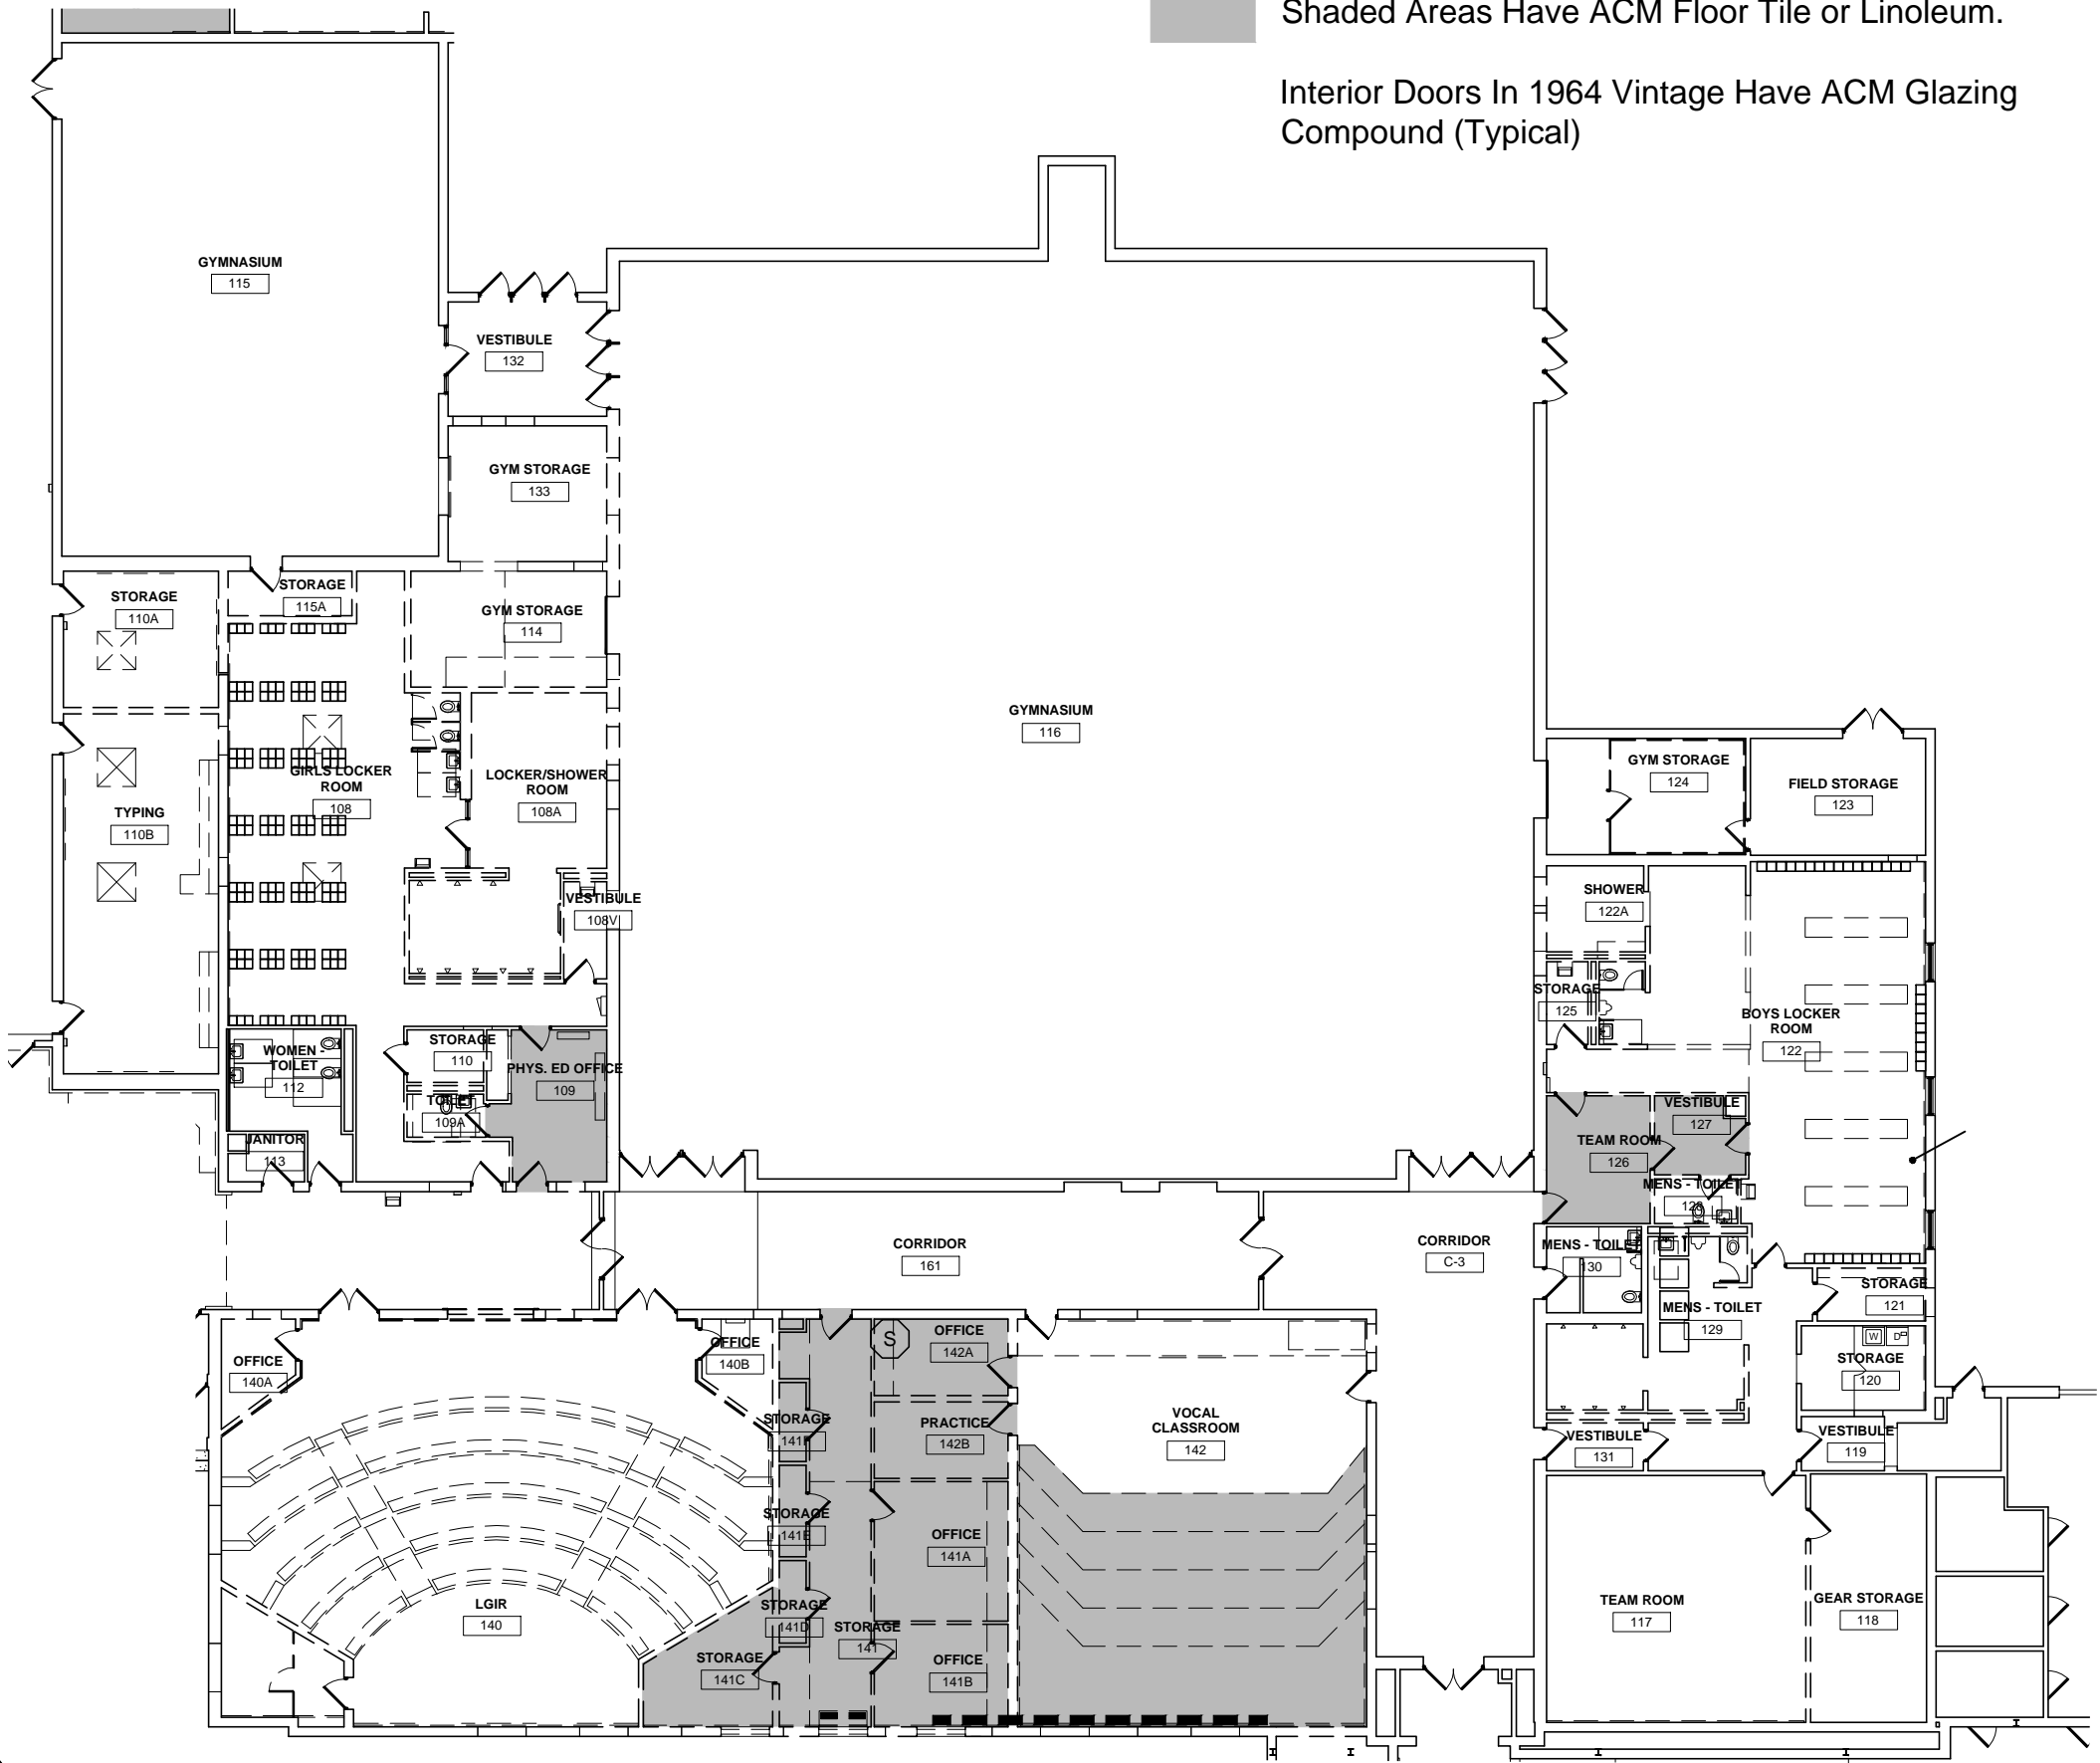 Shaded Areas Have ACM Floor Tile or Linoleum.
Interior Doors In 1964 Vintage Have ACM Glazing
Compound (Typical)
GYMNASIUM
115
VESTIBULE
132
GYM STORAGE
133
STORAGE
110A
STORAGE
115A
GYM STORAGE
114
GYMNASIUM
116
GIRLS LOCKER
ROOM
108
LOCKER/SHOWER
ROOM
108A
TYPING
110B
GYM STORAGE
124
FIELD STORAGE
123
VESTIBULE
108V
SHOWER
122A
STORAGE
125
BOYS LOCKER
ROOM
122
WOMEN -
TOILET
112
STORAGE
110
PHYS. ED OFFICE
109
TOILET
109A
JANITOR
113
VESTIBULE
127
TEAM ROOM
126
MENS - TOILET
128
CORRIDOR
161
CORRIDOR
C-3
MENS - TOILET
130
STORAGE
121
MENS - TOILET
129
OFFICE
140A
OFFICE
140B
S
OFFICE
142A
W
D
STORAGE
120
STORAGE
PRACTICE
142B
VOCAL
CLASSROOM
142
VESTIBULE
131
VESTIBULE
119
STORAGE
141E
OFFICE
141A
LGIR
140
STORAGE
141D
STORAGE
141
STORAGE
141C
OFFICE
141B
TEAM ROOM
117
GEAR STORAGE
118